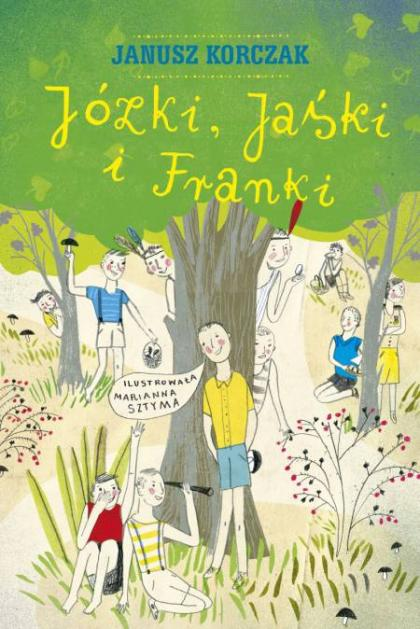 JANUSZ KORCZAK
Józki, Jaśki
i Franki
ILUSTROWAŁA
MARIANNA
SZTYMA